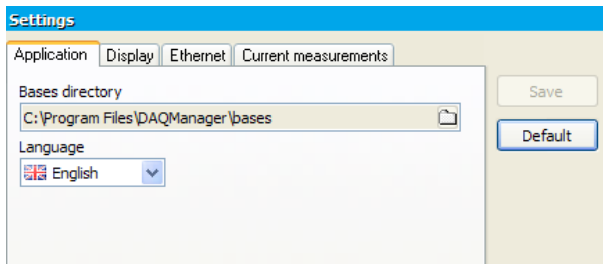 Settings
Application Display Ethernet Current measurements
Bases directory
Save
C:\Program Files\DAQManager\bases
Default
Language
English